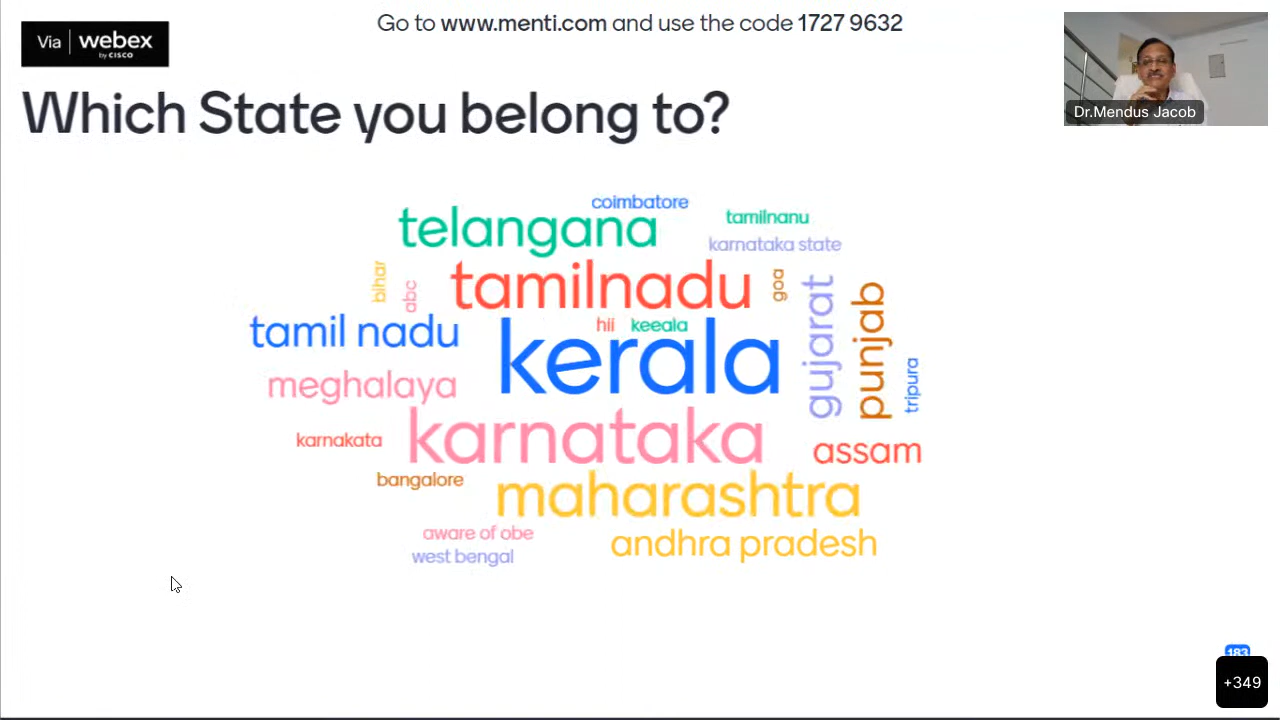 Go to www.menti.com and use the code 1727 9632
Via webex
by CISCO
Dr.Mendus Jacob
Which State you belong to?
coimbatore
telangana
tamilnanu
karnataka state
bihar
abc
tamilnadu
goa
gujarat
punjab
tamil nadu
hii
keeala
kerala
tripura
meghalaya
karnakata
karnataka
assam
bangalore
maharashtra
aware of obe
west bengal
andhra pradesh
183
+349